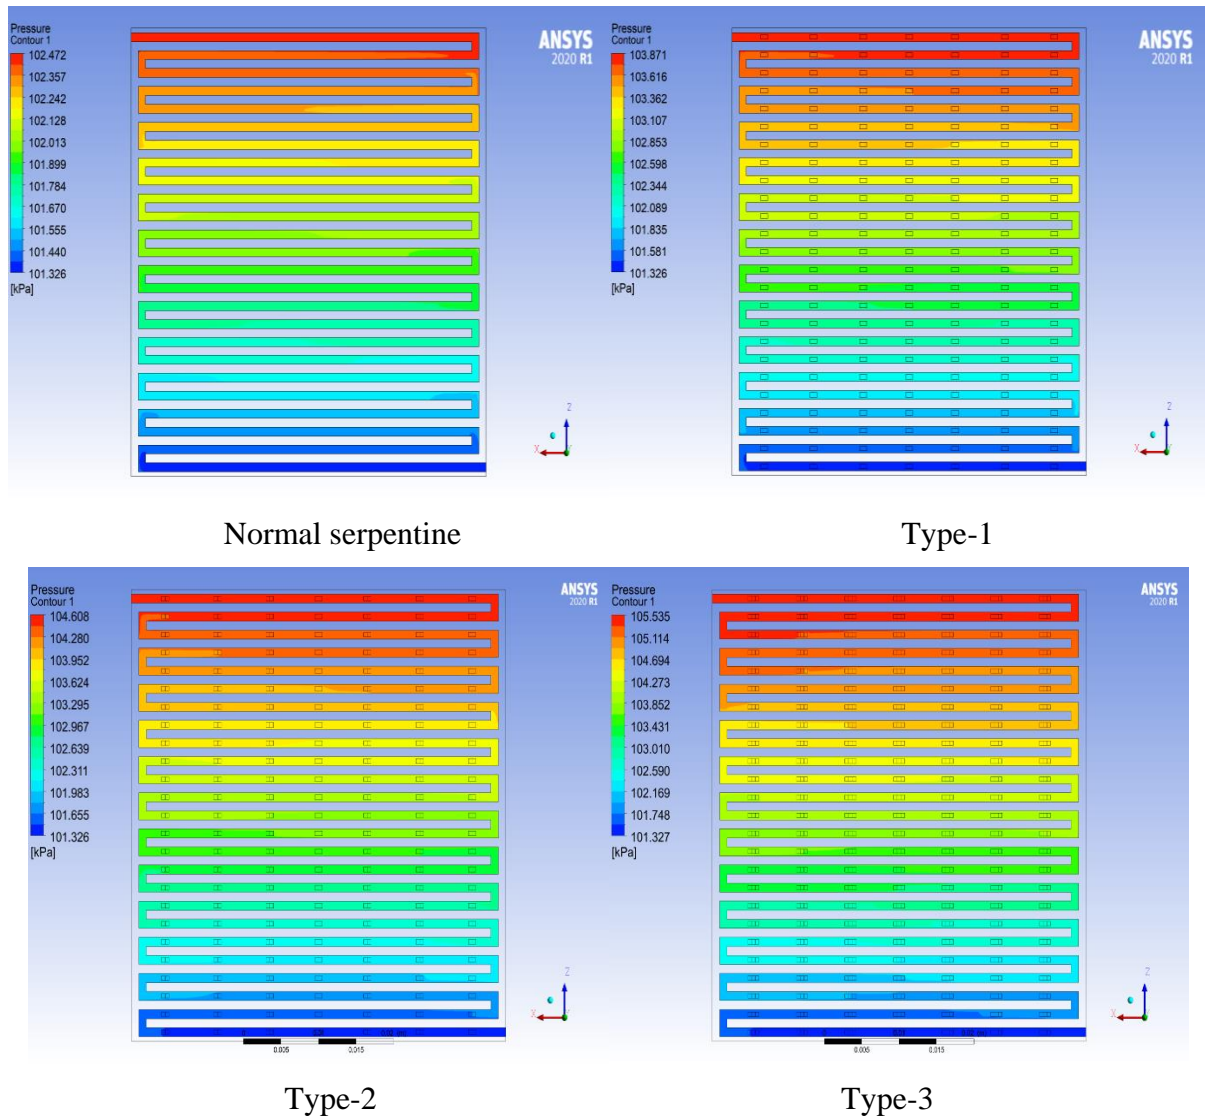 Pressure
Contour 1
102.472
102.357
102.242
102.128
102.013
101.899
101.784
101.670
101.555
101.440
101.326
[kPa]
ANSYS
2020 R1
Z
X
Y
Normal serpentine
Pressure
Contour 1
103.871
103.616
103.362
103.107
102.853
102.598
102.344
102.089
101.835
101.581
101.326
[kPa]
ANSYS
2020 R1
Z
X
Y
Type-1
Pressure
Contour 1
104.608
104.280
103.952
103.624
103.295
102.967
102.639
102.311
101.983
101.655
101.326
[kPa]
ANSYS
2020 R1
Z
X
0
0.005
0.015
Type-2
Pressure
Contour 1
105.535
105.114
104.694
104.273
103.852
103.431
103.010
102.590
102.169
101.748
101.327
[kPa]
ANSYS
2020 R1
Z
X
0
0.005
0.015
Type-3